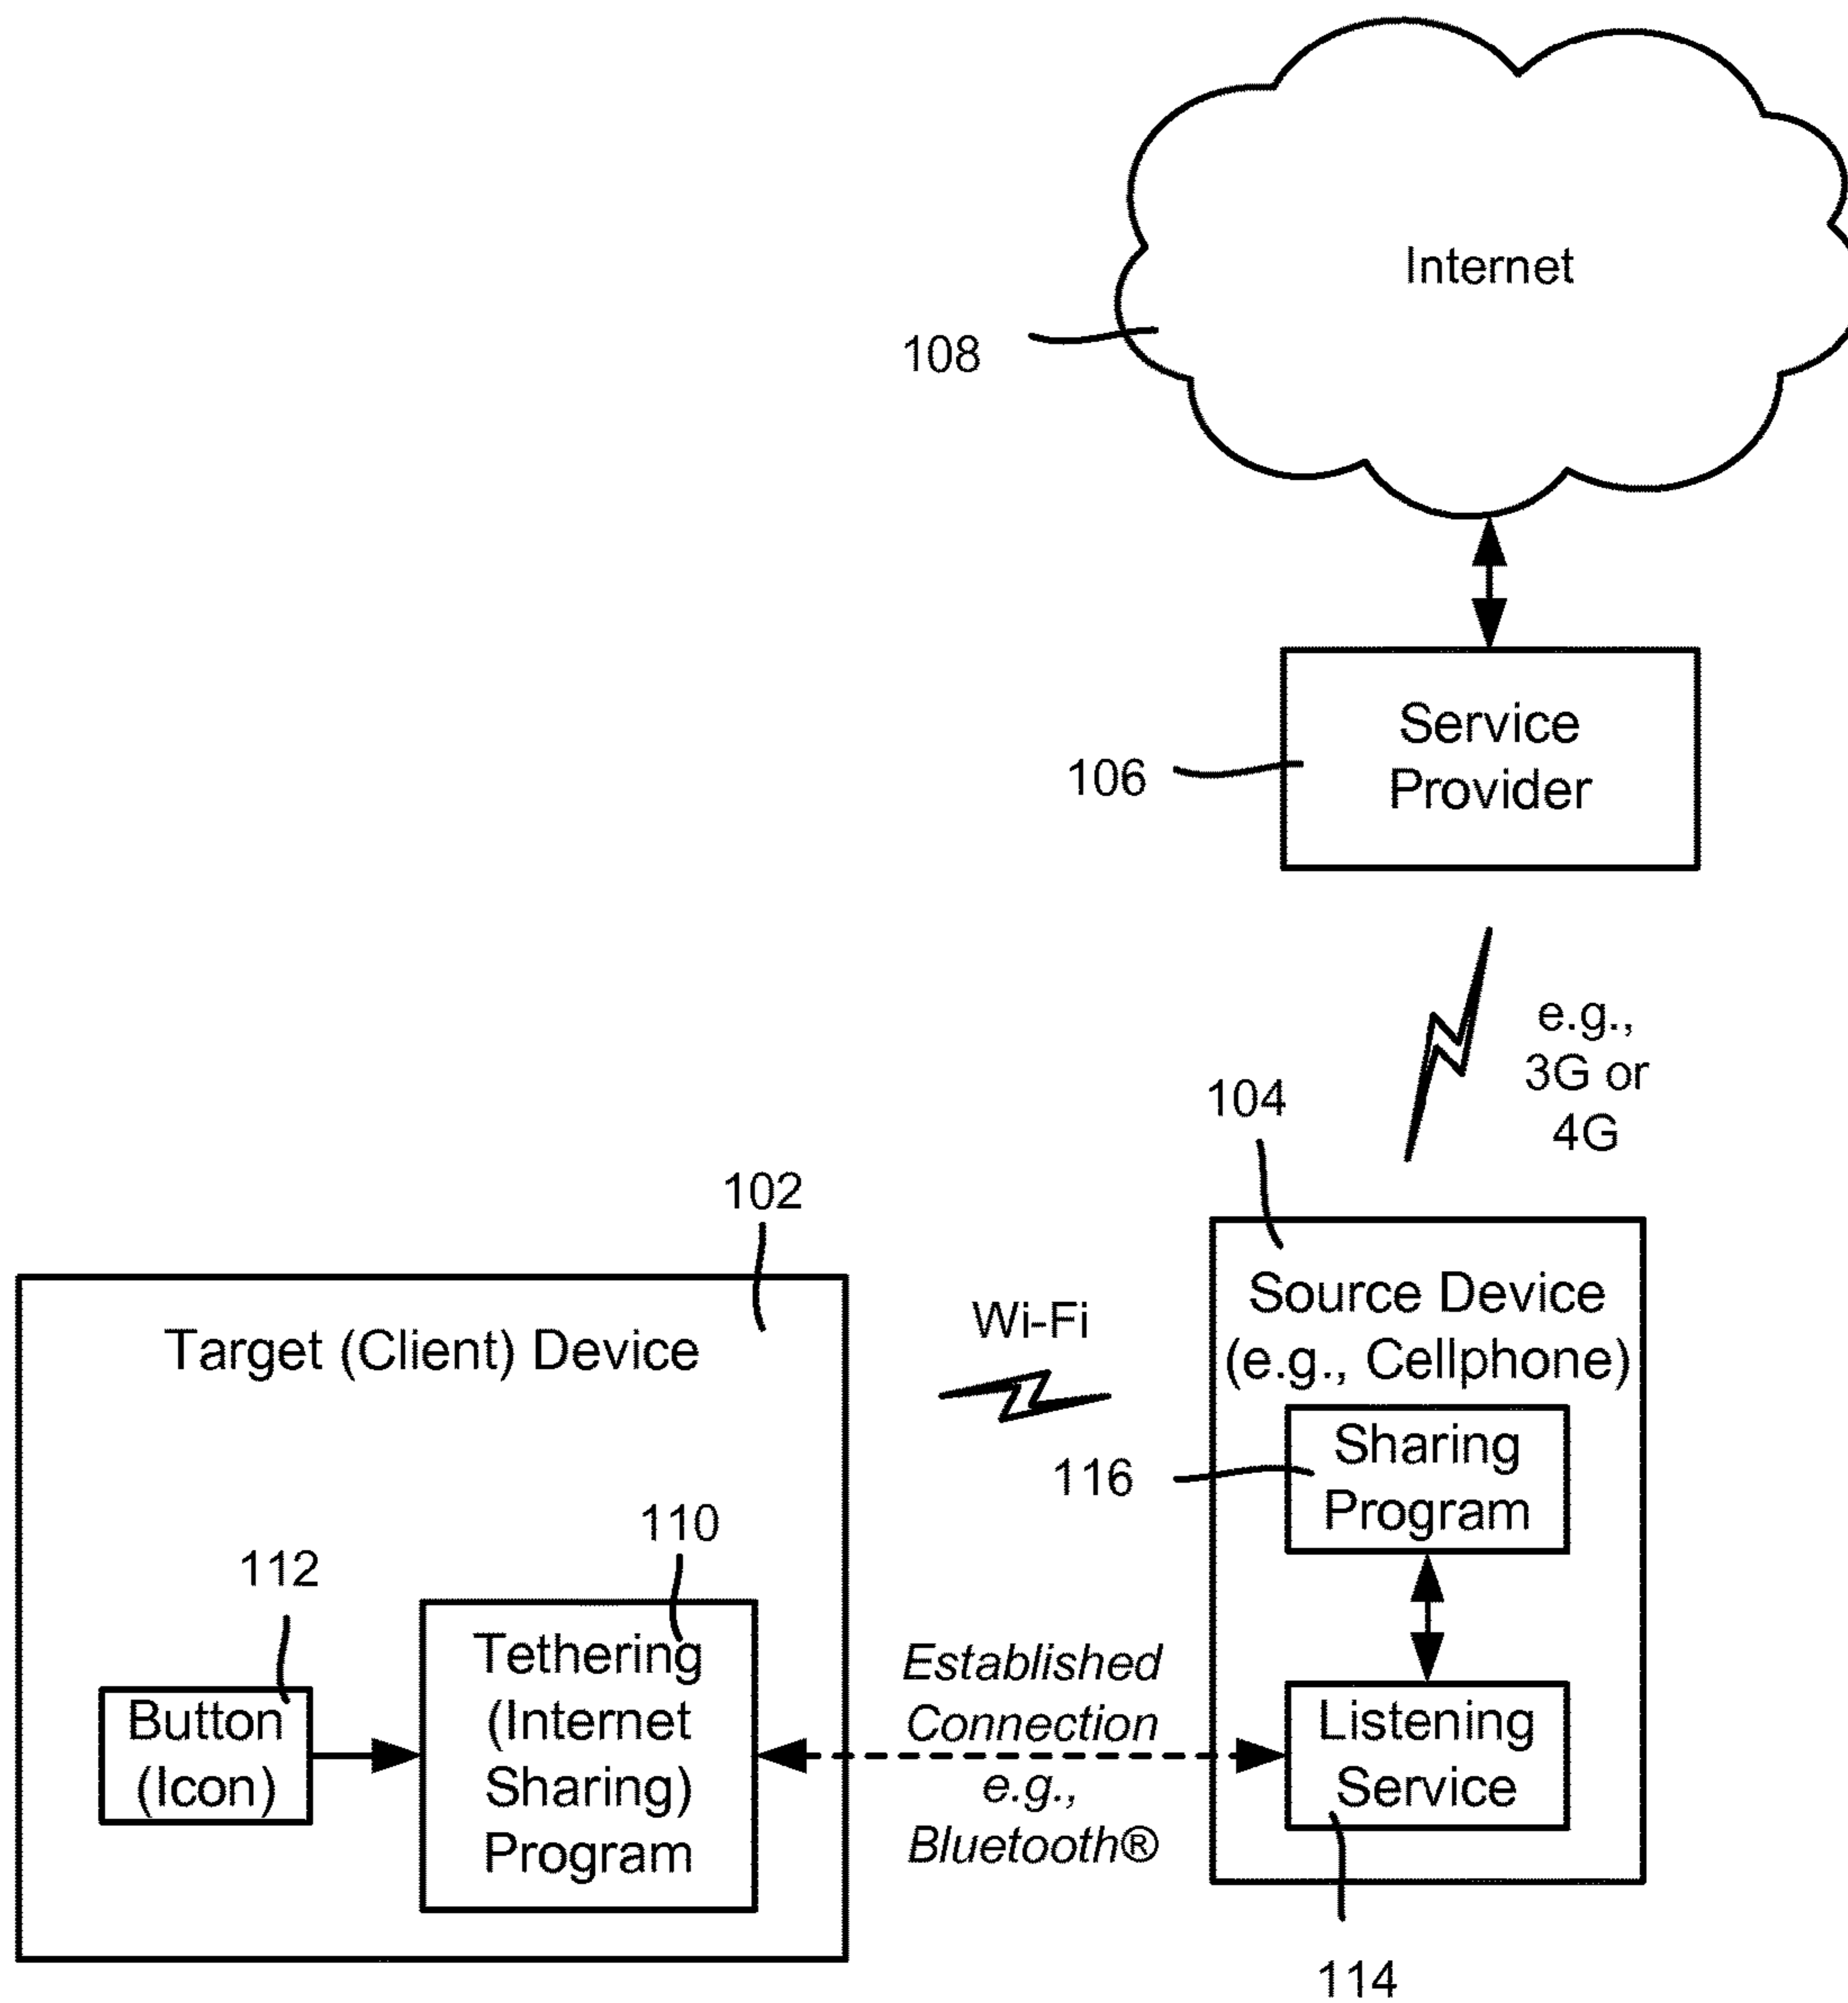 Internet
108
Service
Provider
106
e.g.,
3G or
4G
104
102
Source Device
(e.g., Cellphone)
Wi-Fi
Target (Client) Device
Sharing
Program
116
110
112
Tethering
(Internet
Sharing)
Program
Button
(Icon)
Established
Connection
e.g.,
Bluetooth®
Listening
Service
114